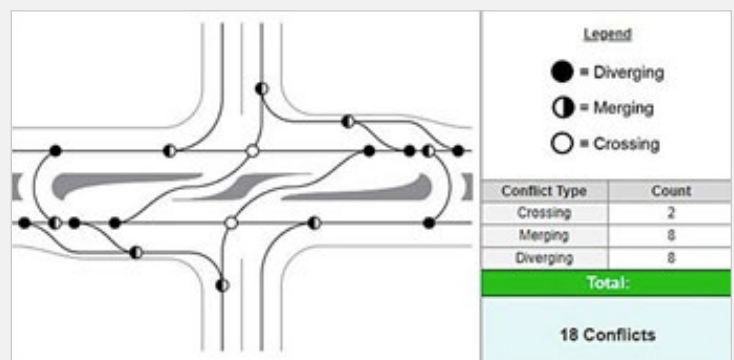 Legend
= Diverging
= Merging
= Crossing
Conflict Type Count
Crossing 2
Merging 8
Diverging 8
Total:
18 Conflicts